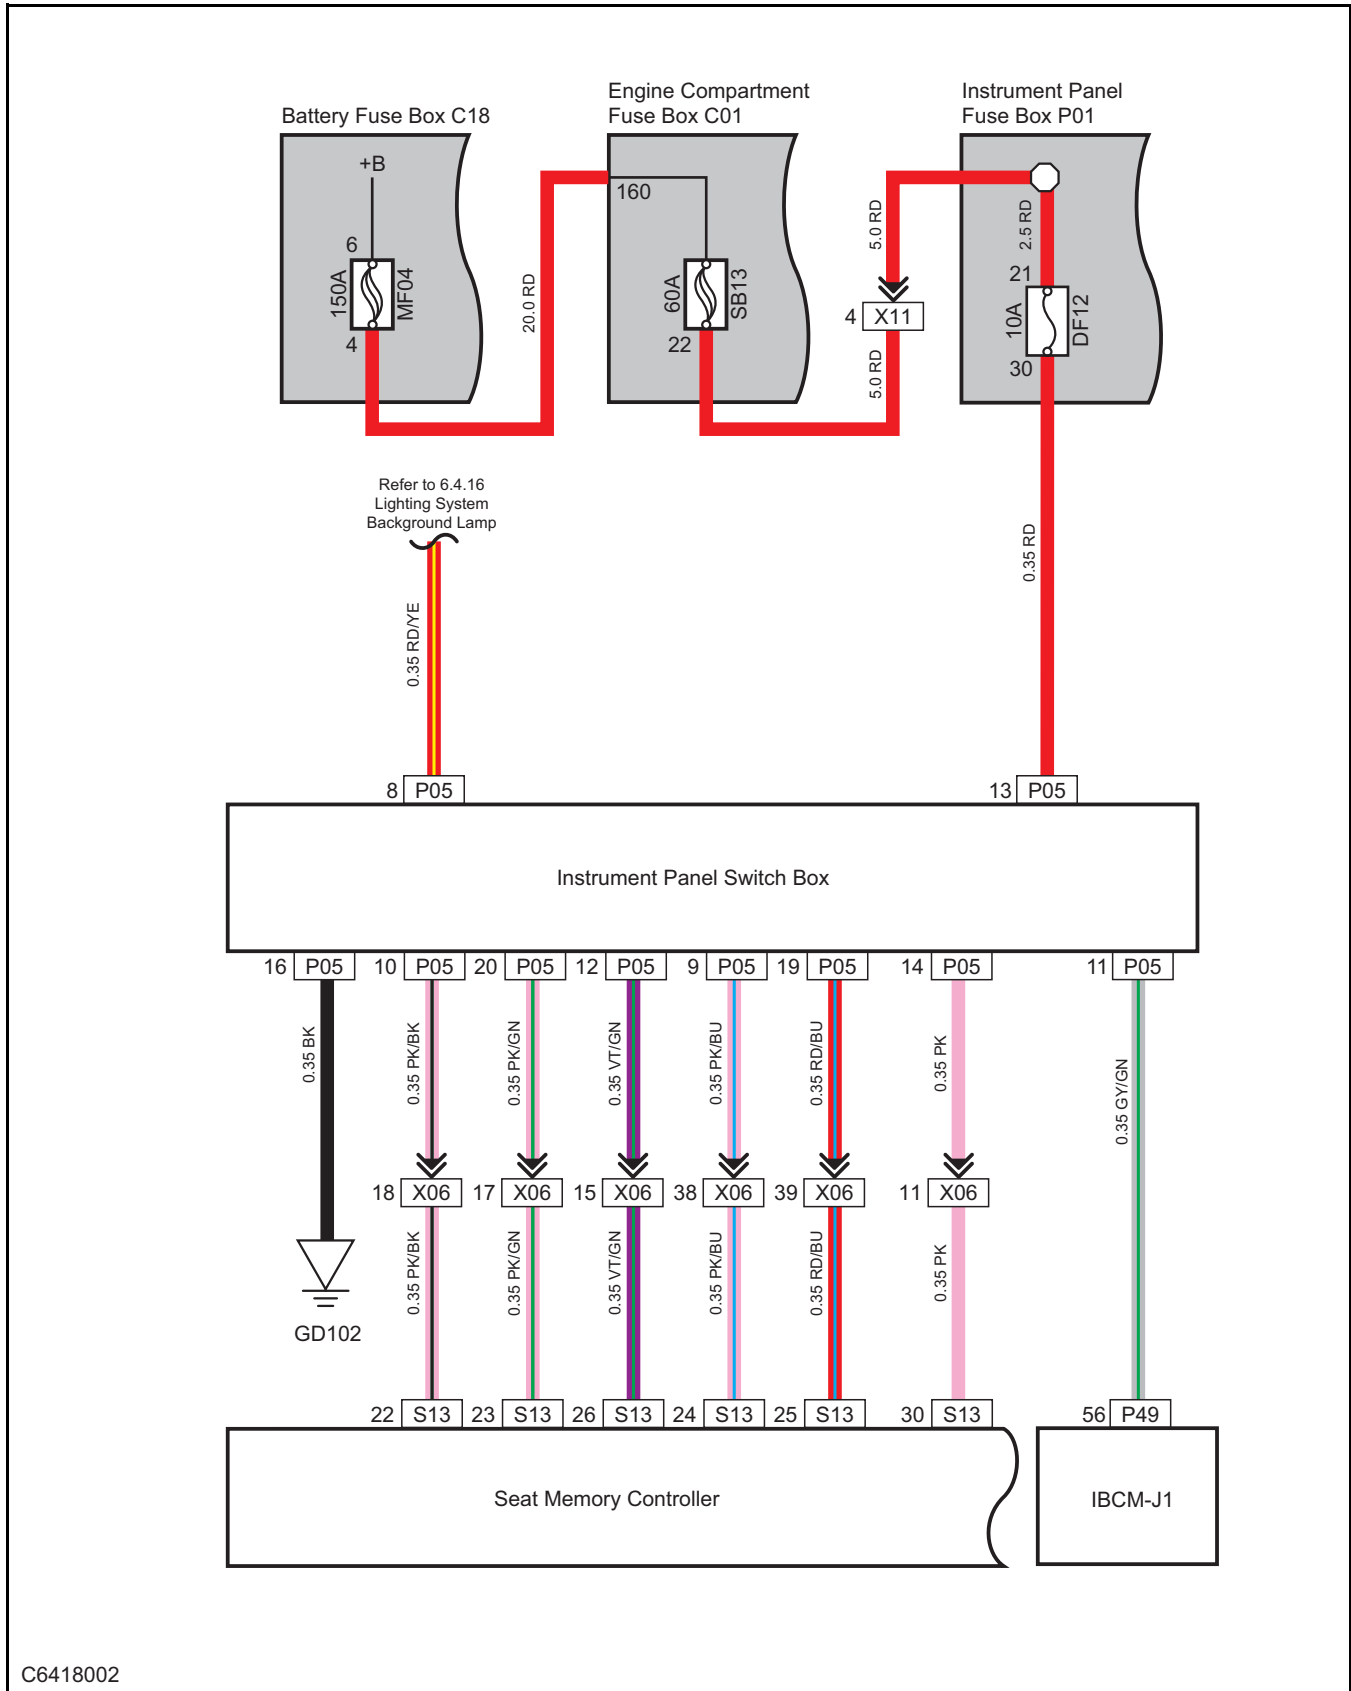 Battery Fuse Box C18
Engine Compartment
Fuse Box C01
Instrument Panel
Fuse Box P01
+B
6
150A
MF04
4
20.0 RD
160
60A
SB13
22
5.0 RD
4 X11
5.0 RD
2.5 RD
21
10A
DF12
30
Refer to 6.4.16
Lighting System
Background Lamp
0.35 RD/YE
0.35 RD
8 P05
13 P05
Instrument Panel Switch Box
16 P05 10 P05 20 P05 12 P05 9 P05 19 P05 14 P05 11 P05
0.35 BK
0.35 PK/BK
0.35 PK/GN
0.35 VT/GN
0.35 PK/BU
0.35 RD/BU
0.35 PK
0.35 GY/GN
18 X06 17 X06 15 X06 38 X06 39 X06 11 X06
0.35 PK/BK
0.35 PK/GN
0.35 VT/GN
0.35 PK/BU
0.35 RD/BU
0.35 PK
GD102
22 S13 23 S13 26 S13 24 S13 25 S13 30 S13 56 P49
Seat Memory Controller
IBCM-J1
C6418002